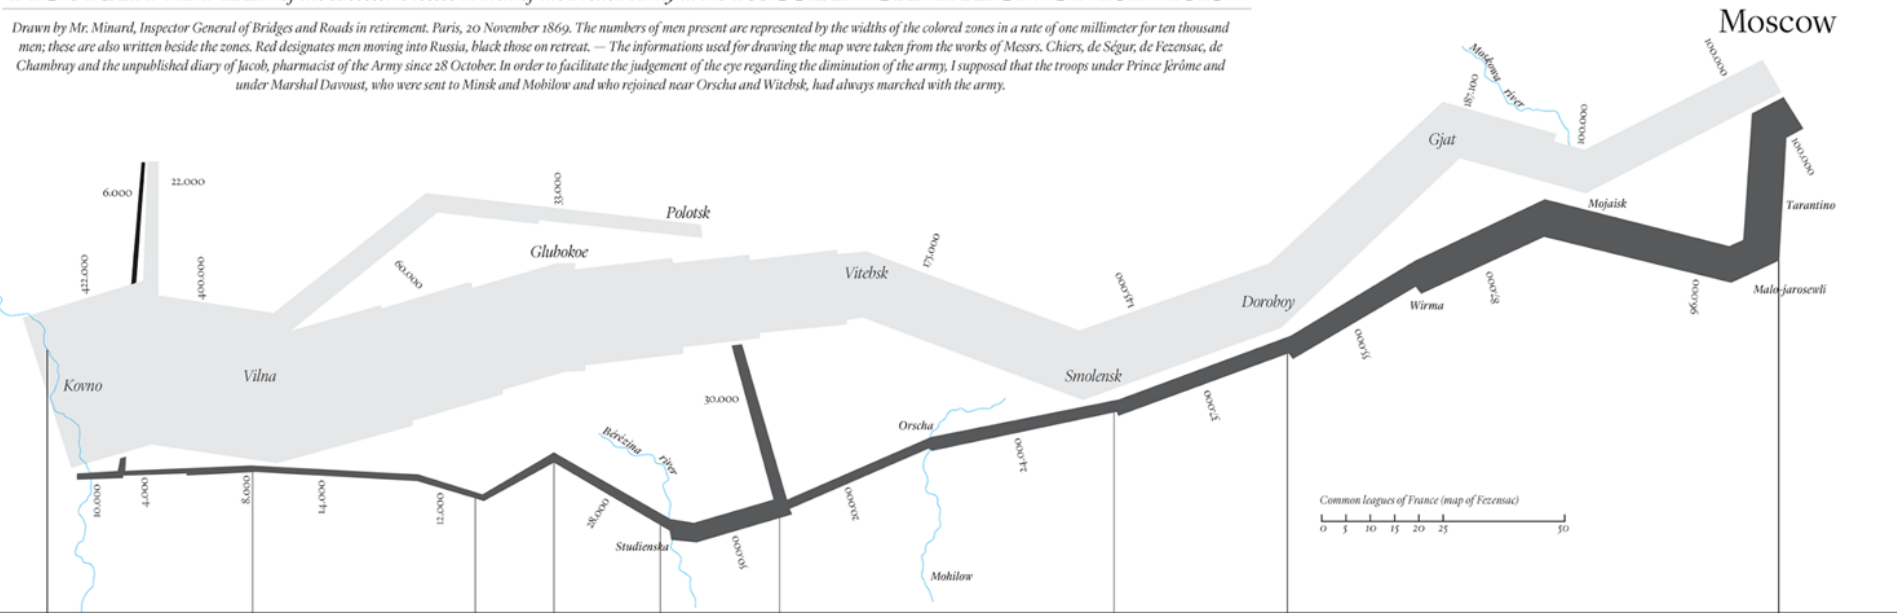 Drawn by Mr. Minard, Inspector General of Bridges and Roads in retirement. Paris, 20 November 1869. The numbers of men present are represented by the widths of the colored zones in a rate of one millimeter for ten thousand
men; these are also written beside the zones. Red designates men moving into Russia, black those on retreat. — The informations used for drawing the map were taken from the works of Messrs. Chiers, de Ségur, de Fezensac, de
Chambray and the unpublished diary of Jacob, pharmacist of the Army since 28 October. In order to facilitate the judgement of the eye regarding the diminution of the army, I supposed that the troops under Prince Jèrôme and
under Marshal Davoust, who were sent to Minsk and Mobilow and who rejoined near Orscha and Witebsk, had always marched with the army.
Moscow
100.000
Moskowa
river
187.100
100.000
Gjat
100.000
6.000
22.000
33.000
Polotsk
Mojaisk
Tarantino
422.000
400.000
60.000
Glubokoe
Vitebsk
175.000
145.000
Doroboy
Wirma
87.000
96.000
Malo-jarosewli
Kovno
Vilna
30.000
Smolensk
55.000
37.000
Orscha
24.000
Bérézina
river
10.000
4.000
8.000
14.000
12.000
28.000
20.000
Studienska
50.000
Mohilow
Common leagues of France (map of Fezensac)
0 5 10 15 20 25 50